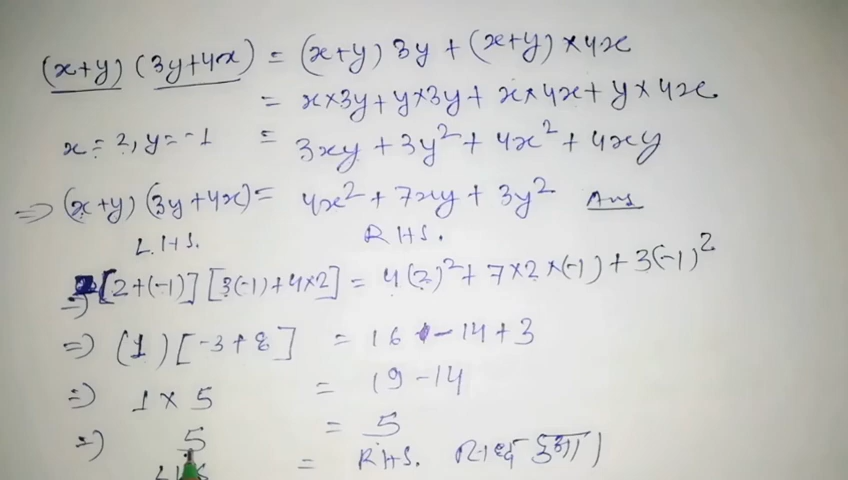 (x+y) (3y+4x) = (x+y) 3y + (x+y) × 4x
= x×3y + y×3y + x×4x + y×4x
x = 2, y = -1 = 3xy + 3y² + 4x² + 4xy
⇒ (x+y) (3y+4x) = 4x² + 7xy + 3y² Ans
L.H.S. R.H.S.
⇒ [2+(-1)] [3(-1)+4×2] = 4(2)² + 7×2×(-1) + 3(-1)²
⇒ (1) [-3+8] = 16 - 14 + 3
⇒ 1 × 5 = 19 - 14
⇒ 5 = 5
LHS = RHS. सिद्ध हुआ।